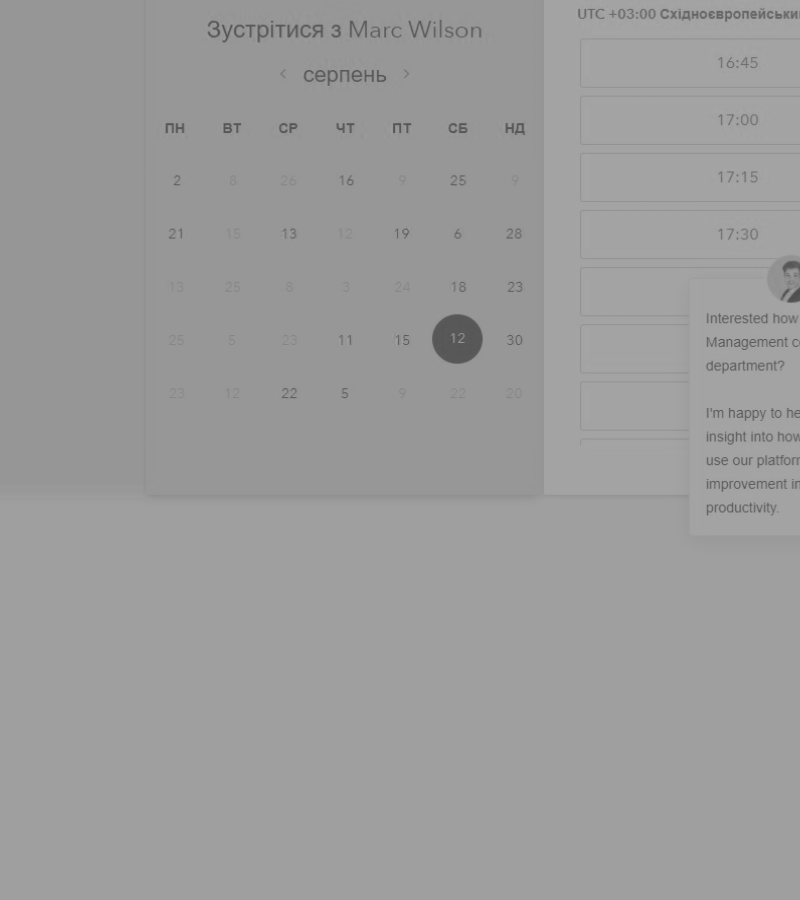 Зустрітися з Marc Wilson
< серпень >
ПН ВТ СР ЧТ ПТ СБ НД
2 8 26 16 9 25 9
21 15 13 12 19 6 28
13 25 8 3 24 18 23
25 5 23 11 15 12 30
23 12 22 5 9 22 20
UTC +03:00 Східноєвропейськи
16:45
17:00
17:15
17:30
Interested how
Management c
department?
I'm happy to he
insight into how
use our platfor
improvement in
productivity.